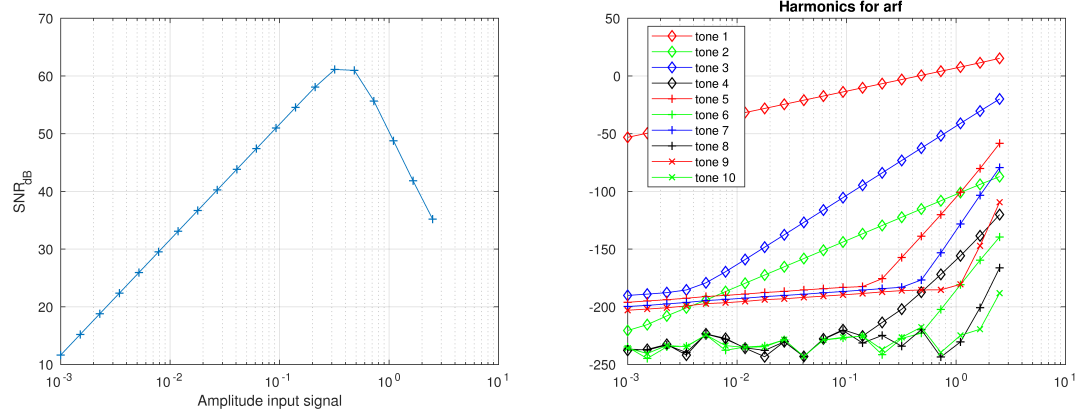 70
60
50
40
30
20
10
SNR_dB
10^-3
10^-2
10^-1
10^0
10^1
Amplitude input signal
Harmonics for arf
50
0
-50
-100
-150
-200
-250
tone 1
tone 2
tone 3
tone 4
tone 5
tone 6
tone 7
tone 8
tone 9
tone 10
10^-3
10^-2
10^-1
10^0
10^1